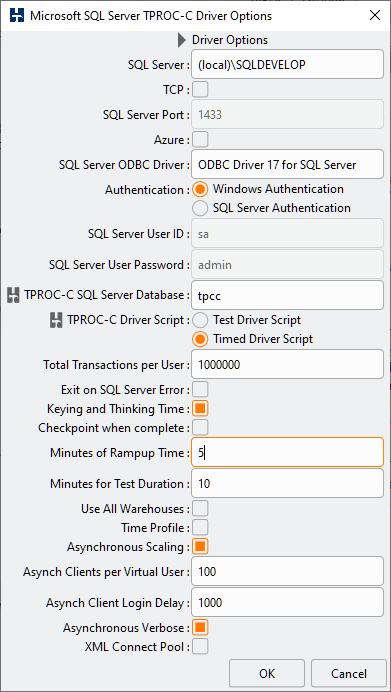 Microsoft SQL Server TPROC-C Driver Options
Driver Options
SQL Server : (local)\SQLDEVELOP
TCP :
SQL Server Port : 1433
Azure :
SQL Server ODBC Driver : ODBC Driver 17 for SQL Server
Authentication : Windows Authentication
SQL Server Authentication
SQL Server User ID : sa
SQL Server User Password : admin
TPROC-C SQL Server Database : tpcc
TPROC-C Driver Script : Test Driver Script
Timed Driver Script
Total Transactions per User : 1000000
Exit on SQL Server Error :
Keying and Thinking Time :
Checkpoint when complete :
Minutes of Rampup Time : 5
Minutes for Test Duration : 10
Use All Warehouses :
Time Profile :
Asynchronous Scaling :
Asynch Clients per Virtual User : 100
Asynch Client Login Delay : 1000
Asynchronous Verbose :
XML Connect Pool :
OK Cancel